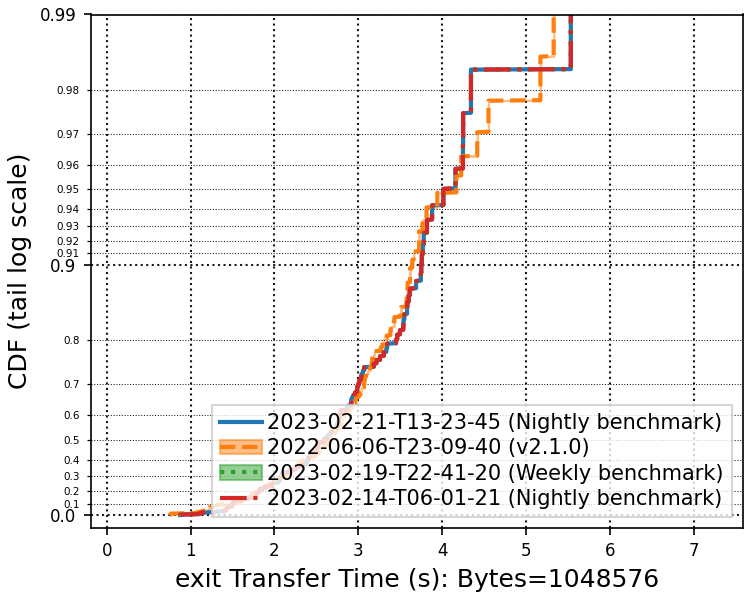 CDF (tail log scale)
0.99
0.98
0.97
0.96
0.95
0.94
0.93
0.92
0.91
0.9
0.8
0.7
0.6
0.5
0.4
0.3
0.2
0.1
0.0
2023-02-21-T13-23-45 (Nightly benchmark)
2022-06-06-T23-09-40 (v2.1.0)
2023-02-19-T22-41-20 (Weekly benchmark)
2023-02-14-T06-01-21 (Nightly benchmark)
0 1 2 3 4 5 6 7
exit Transfer Time (s): Bytes=1048576